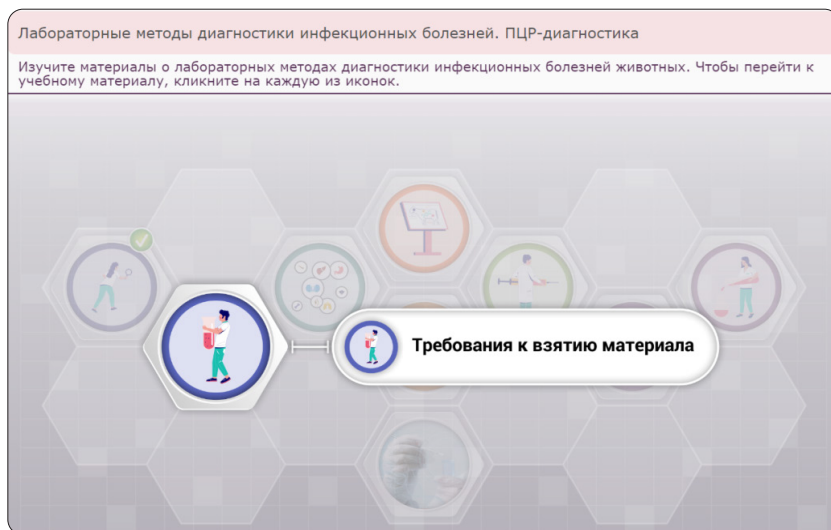 Лабораторные методы диагностики инфекционных болезней. ПЦР-диагностика
Изучите материалы о лабораторных методах диагностики инфекционных болезней животных. Чтобы перейти к
учебному материалу, кликните на каждую из иконок.
Требования к взятию материала